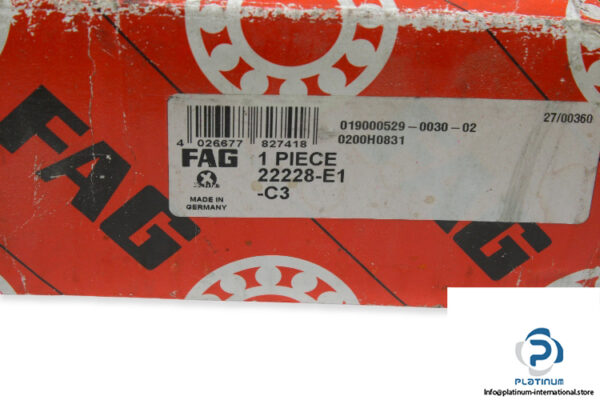 FAG
FAG
019000529-0030-02
27/00360
0200H0831
4 026677 827418
FAG
1 PIECE
22228-E1
-C3
MADE IN
GERMANY
PLATINUM
Info@platinum-international.store